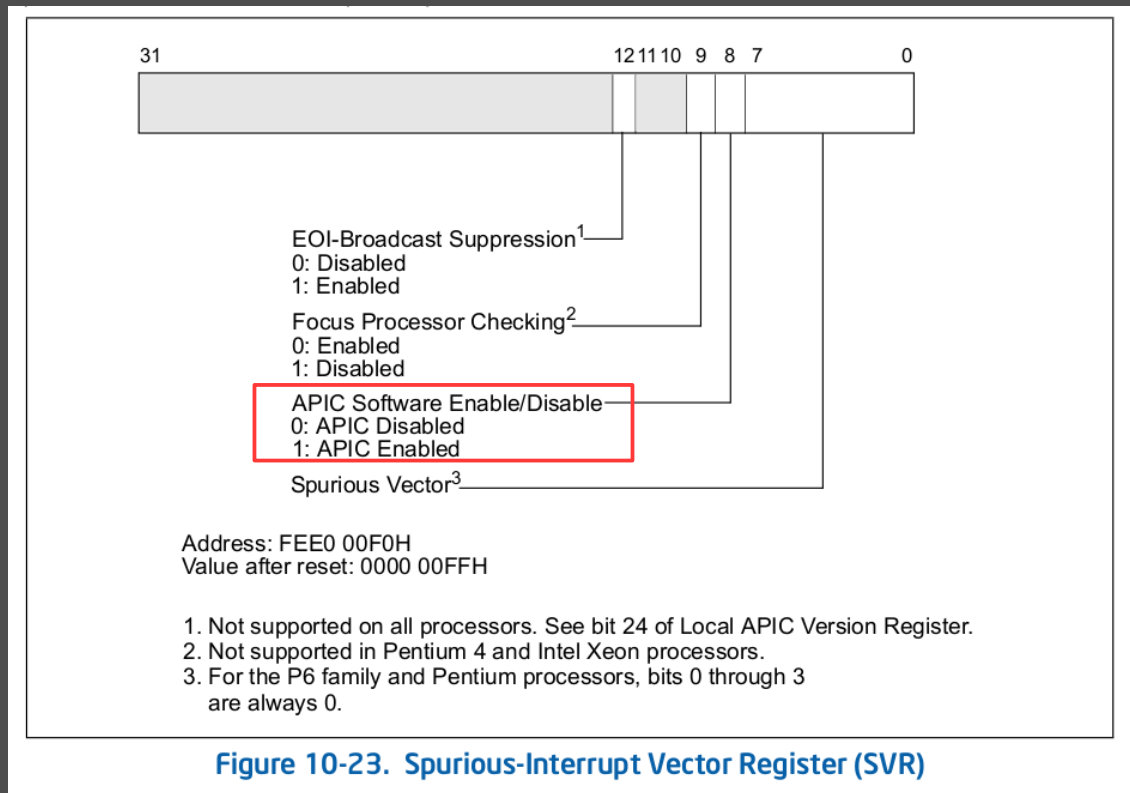 31 12 11 10 9 8 7 0
EOI-Broadcast Suppression1
0: Disabled
1: Enabled
Focus Processor Checking2
0: Enabled
1: Disabled
APIC Software Enable/Disable
0: APIC Disabled
1: APIC Enabled
Spurious Vector3
Address: FEE0 00F0H
Value after reset: 0000 00FFH
1. Not supported on all processors. See bit 24 of Local APIC Version Register.
2. Not supported in Pentium 4 and Intel Xeon processors.
3. For the P6 family and Pentium processors, bits 0 through 3
are always 0.
Figure 10-23. Spurious-Interrupt Vector Register (SVR)